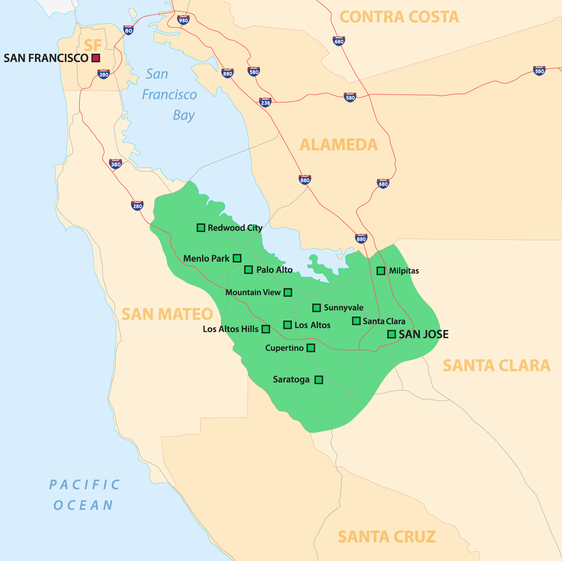 980
CONTRA COSTA
80
680
SF
SAN FRANCISCO
280
880
580
580
San
Francisco
Bay
238
580
ALAMEDA
380
880
680
280
Redwood City
880
Menlo Park
Palo Alto
Milpitas
Mountain View
Sunnyvale
SAN MATEO
Los Altos Hills
Los Altos
Santa Clara
SAN JOSE
Cupertino
SANTA CLARA
Saratoga
PACIFIC
OCEAN
SANTA CRUZ